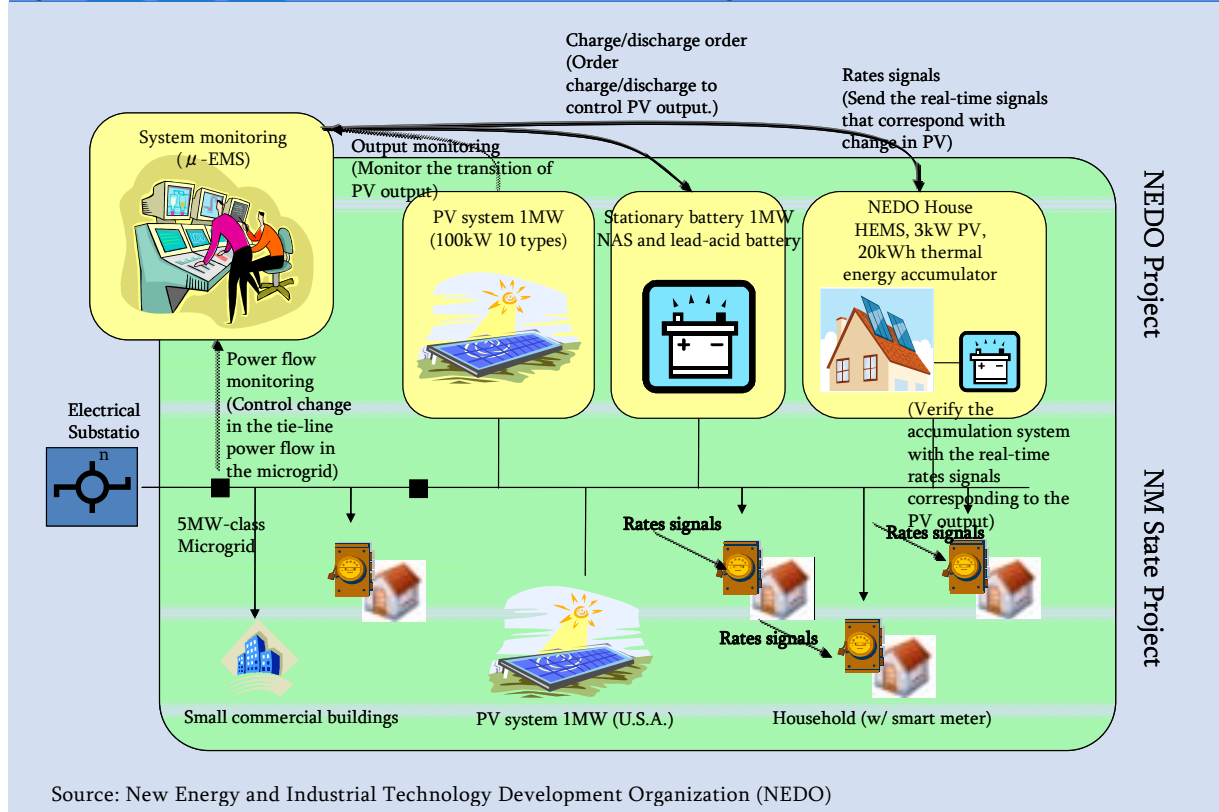 Charge/discharge order
(Order
charge/discharge to
control PV output.)
Rates signals
(Send the real-time signals
that correspond with
change in PV)
System monitoring
(μ-EMS)
Output monitoring
(Monitor the transition of
PV output)
PV system 1MW
(100kW 10 types)
Stationary battery 1MW
NAS and lead-acid battery
NEDO House
HEMS, 3kW PV,
20kWh thermal
energy accumulator
NEDO Project
Power flow
monitoring
(Control change
in the tie-line
power flow in
the microgrid)
(Verify the
accumulation system
with the real-time
rates signals
corresponding to the
PV output)
Electrical
Substatio
n
5MW-class
Microgrid
Rates signals
Rates signals
Rates signals
NM State Project
Small commercial buildings
PV system 1MW (U.S.A.)
Household (w/ smart meter)
Source: New Energy and Industrial Technology Development Organization (NEDO)